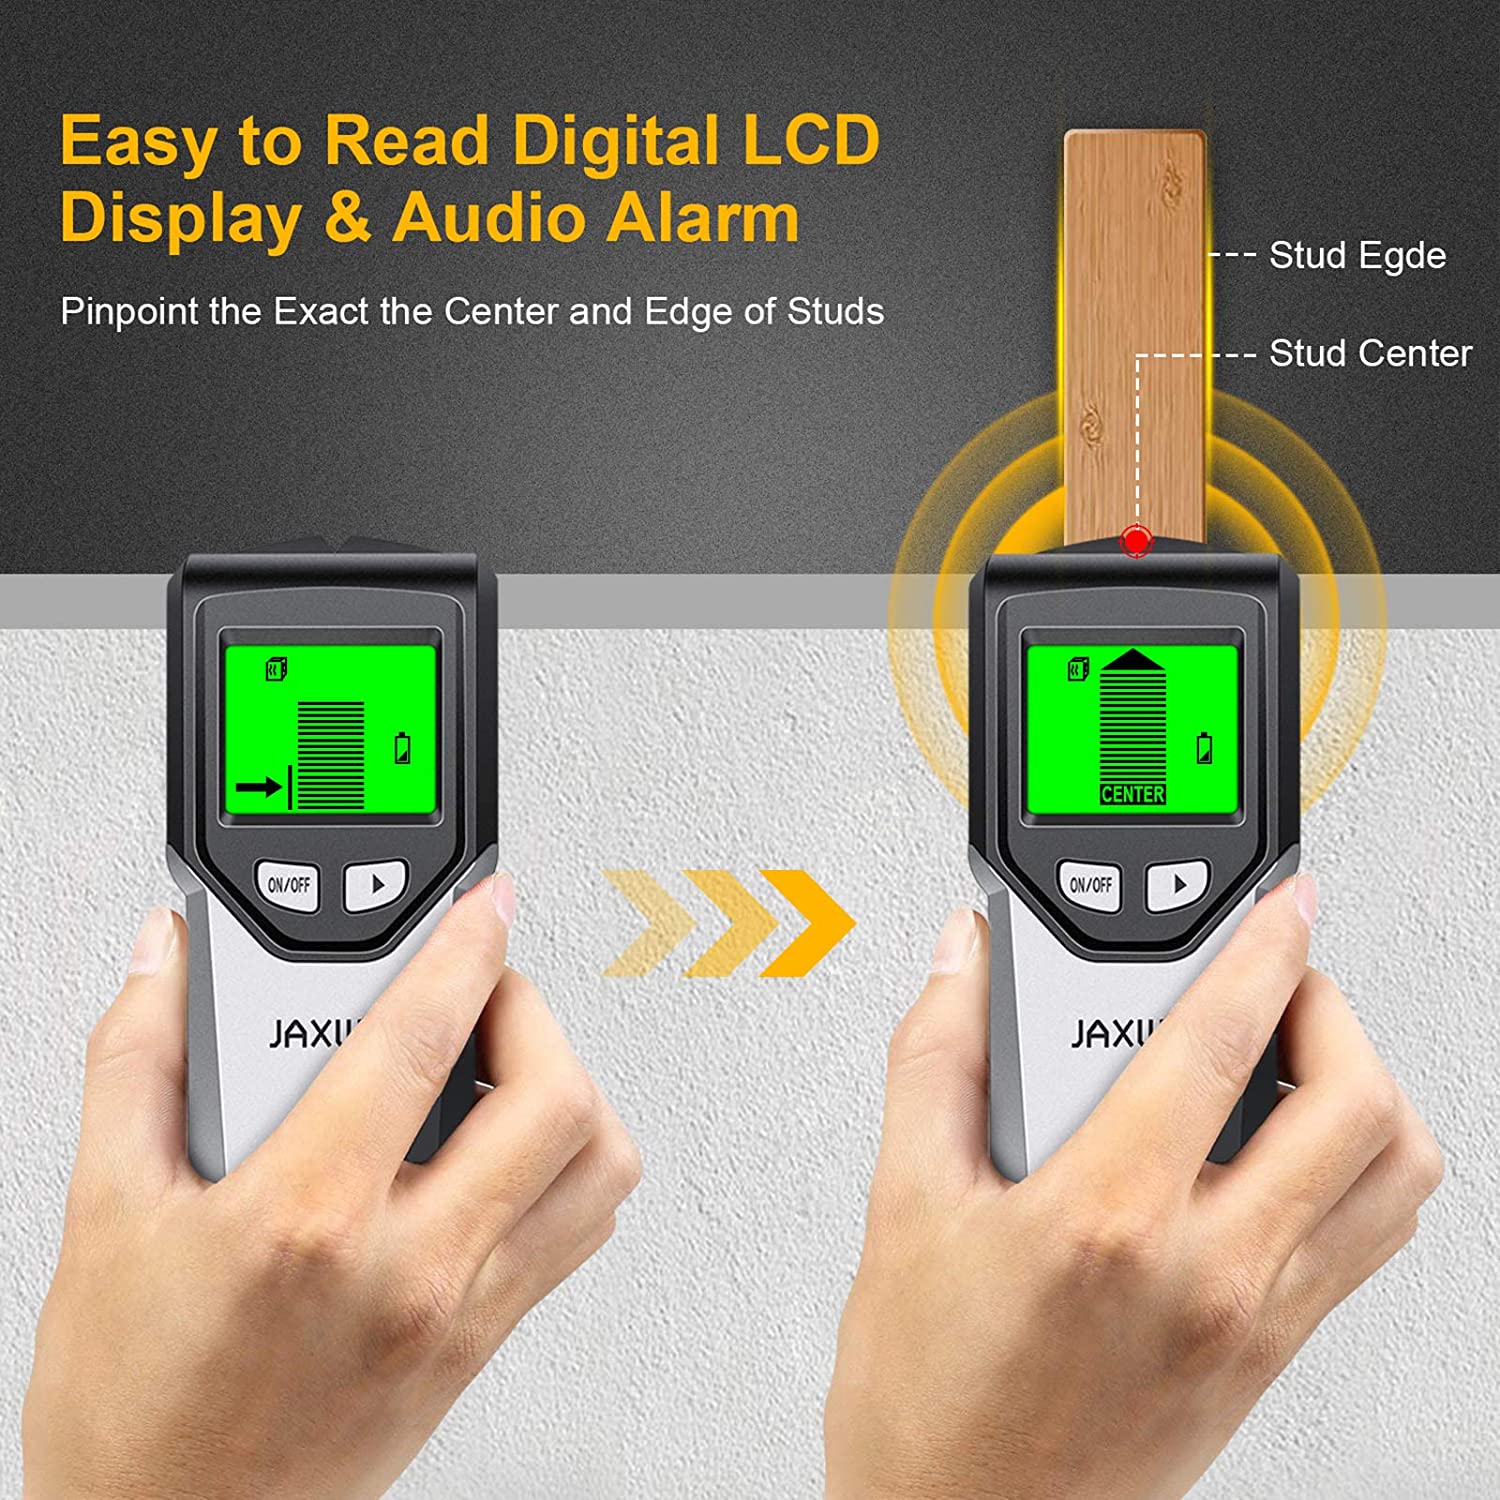 Easy to Read Digital LCD
Display & Audio Alarm
Pinpoint the Exact the Center and Edge of Studs
Stud Egde
Stud Center
CENTER
ON/OFF
ON/OFF